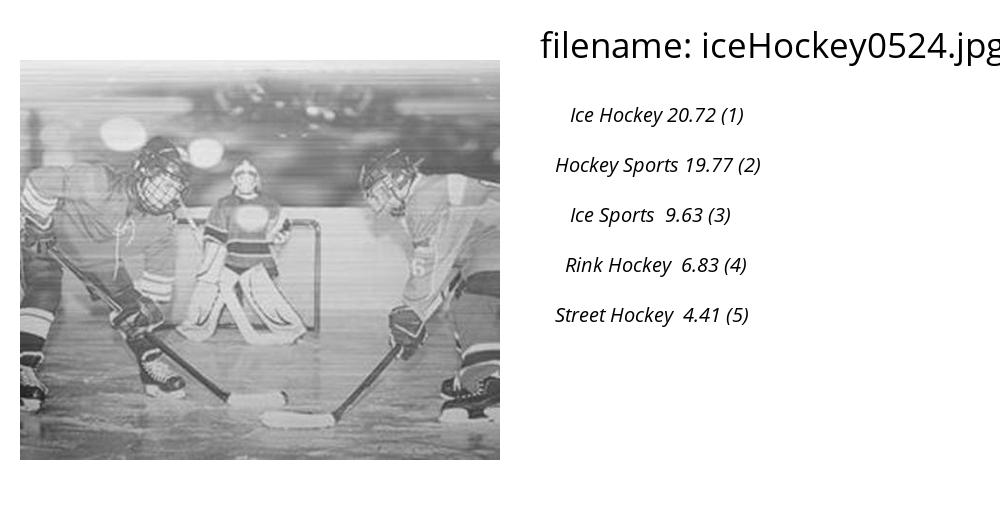 filename: iceHockey0524.jpg
Ice Hockey 20.72 (1)
Hockey Sports 19.77 (2)
Ice Sports 9.63 (3)
Rink Hockey 6.83 (4)
Street Hockey 4.41 (5)
6